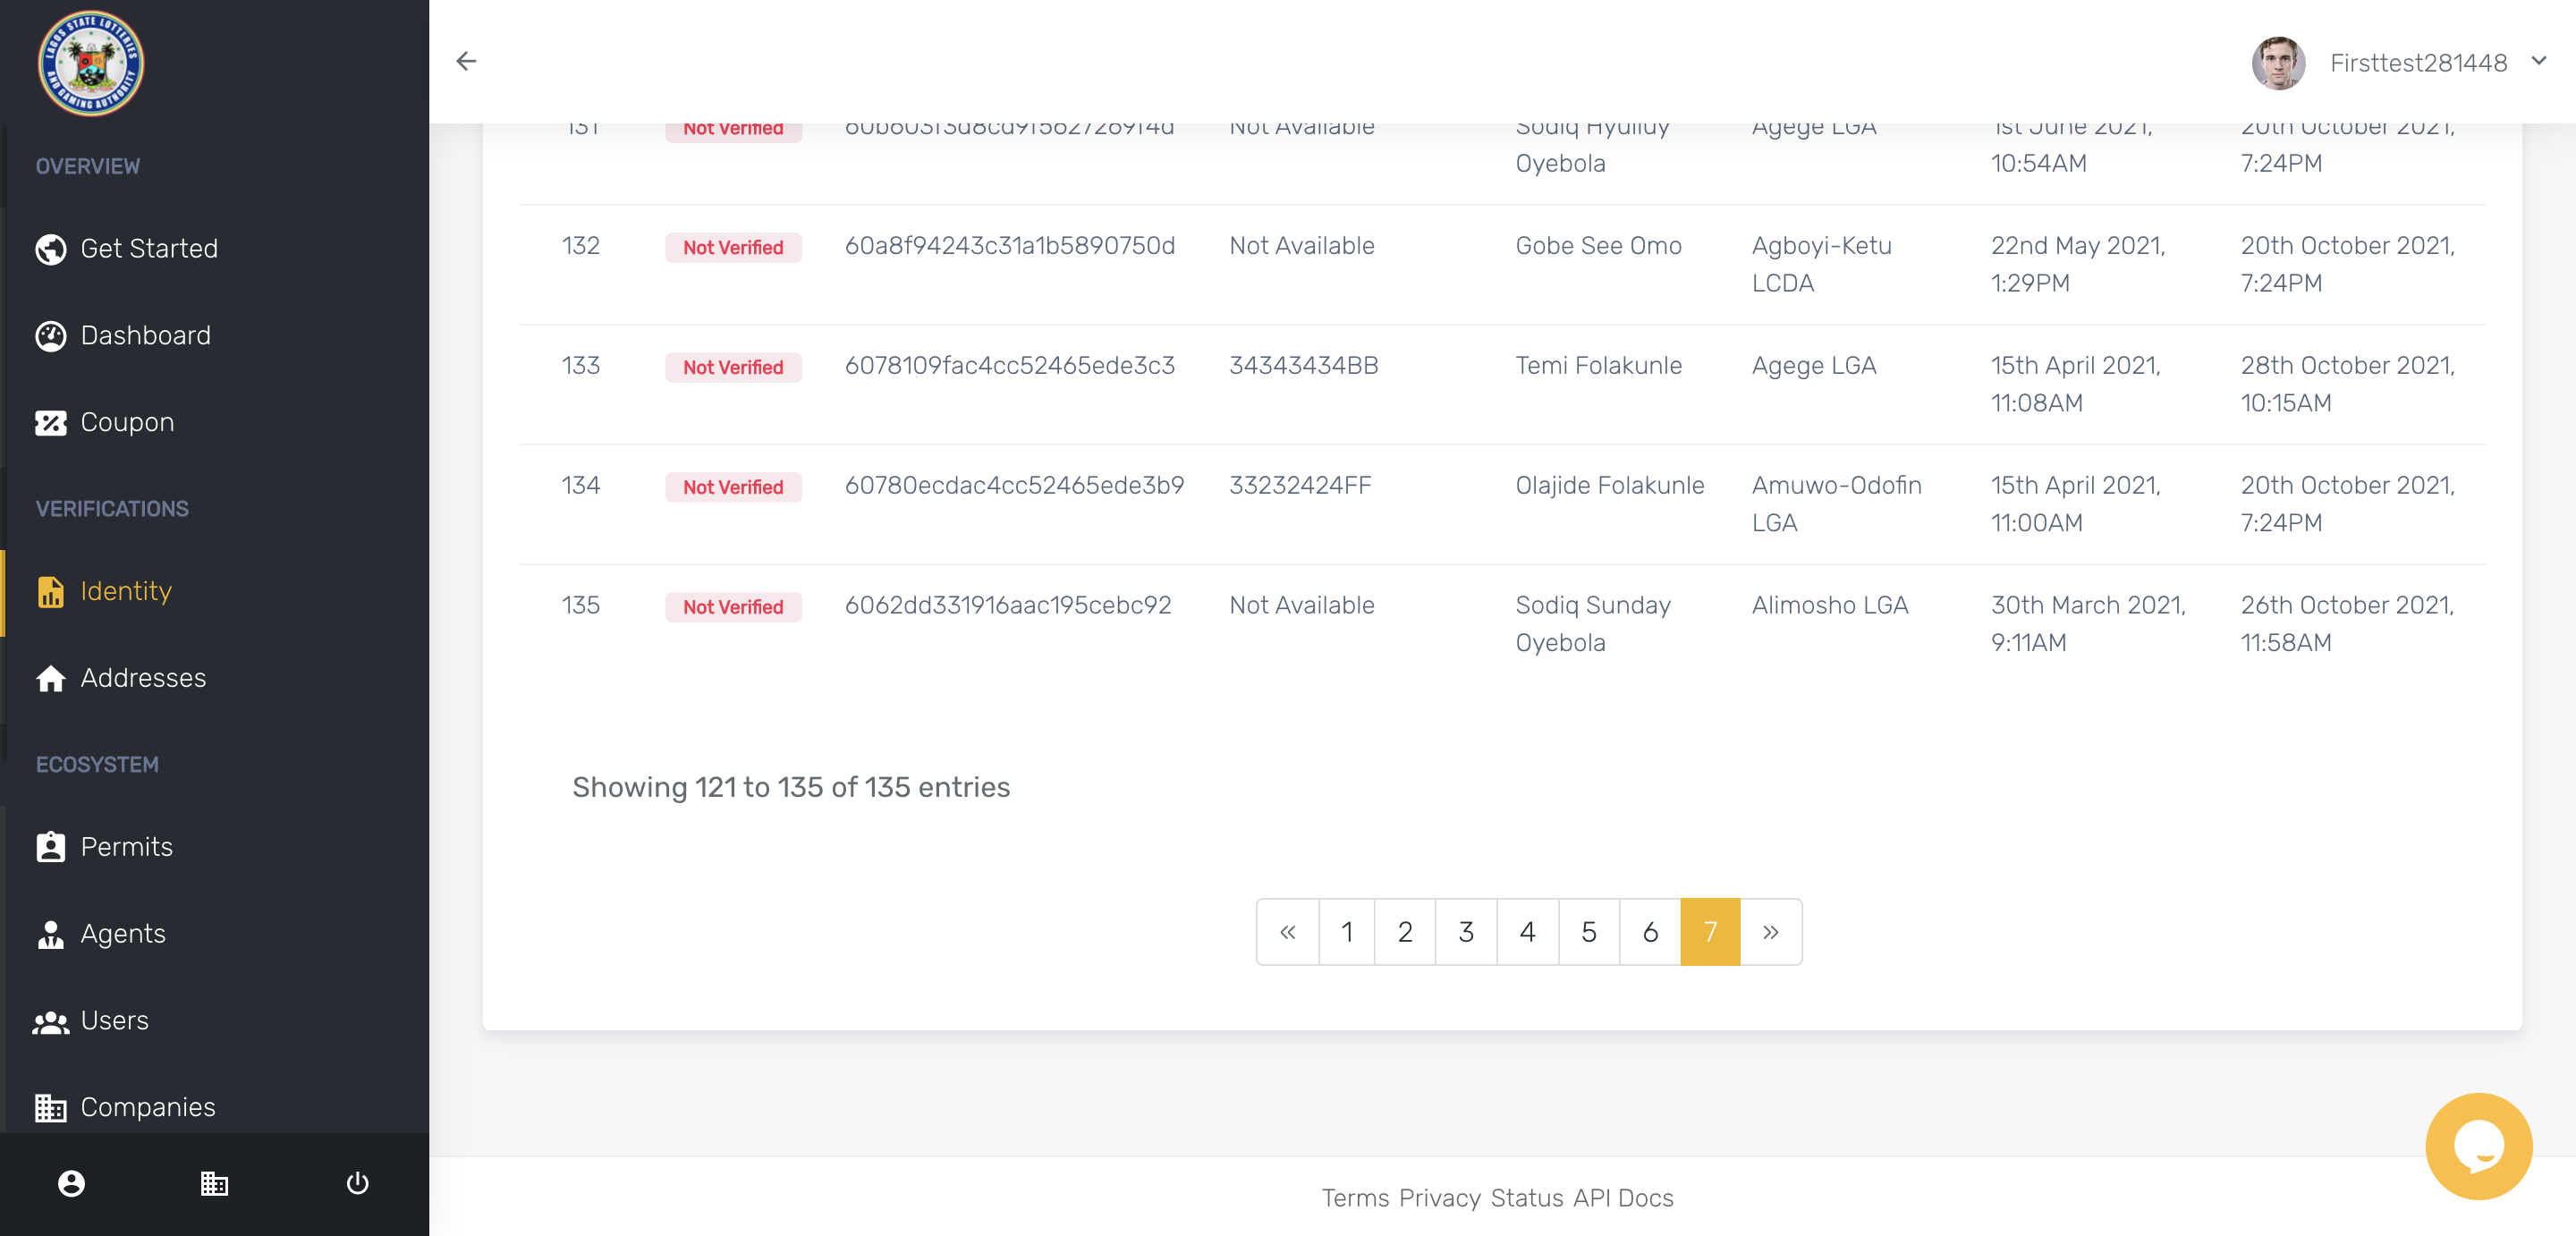 LAGOS STATE LOTTERIES
AND GAMING AUTHORITY
Firsttest281448
OVERVIEW
Get Started
Dashboard
Coupon
VERIFICATIONS
Identity
Addresses
ECOSYSTEM
Permits
Agents
Users
Companies
131 Not Verified 60b603f3d8cd9f5627269f4d Not Available Sodiq Agege LGA 1st June 2021, 20th October 2021,
Oyebola 10:54AM 7:24PM
132 Not Verified 60a8f94243c31a1b5890750d Not Available Gobe See Omo Agboyi-Ketu 22nd May 2021, 20th October 2021,
LCDA 1:29PM 7:24PM
133 Not Verified 6078109fac4cc52465ede3c3 34343434BB Temi Folakunle Agege LGA 15th April 2021, 28th October 2021,
11:08AM 10:15AM
134 Not Verified 60780ecdac4cc52465ede3b9 33232424FF Olajide Folakunle Amuwo-Odofin 15th April 2021, 20th October 2021,
LGA 11:00AM 7:24PM
135 Not Verified 6062dd331916aac195cebc92 Not Available Sodiq Sunday Alimosho LGA 30th March 2021, 26th October 2021,
Oyebola 9:11AM 11:58AM
Showing 121 to 135 of 135 entries
« 1 2 3 4 5 6 7 »
Terms Privacy Status API Docs